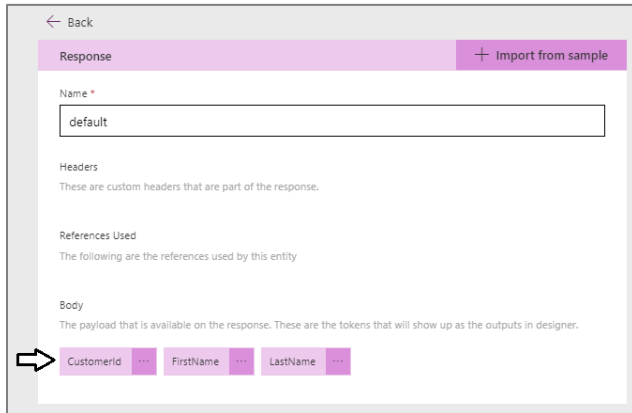 ← Back
Response
+ Import from sample
Name *
default
Headers
These are custom headers that are part of the response.
References Used
The following are the references used by this entity
Body
The payload that is available on the response. These are the tokens that will show up as the outputs in designer.
CustomerId ... FirstName ... LastName ...